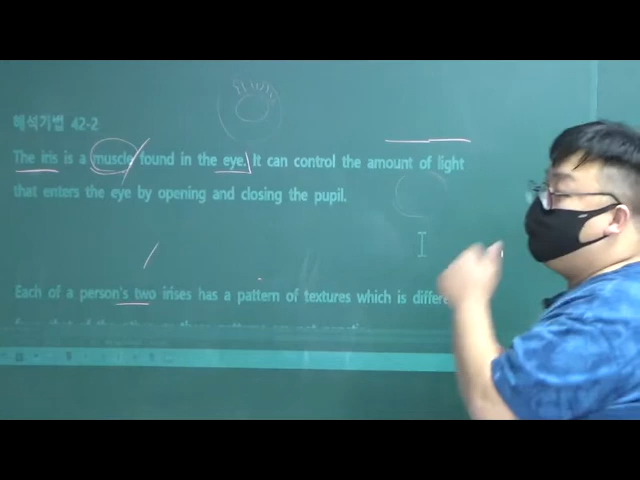 해석기법 42-2
The iris is a muscle found in the eye. It can control the amount of light
that enters the eye by opening and closing the pupil.
Each of a person's two irises has a pattern of textures which is